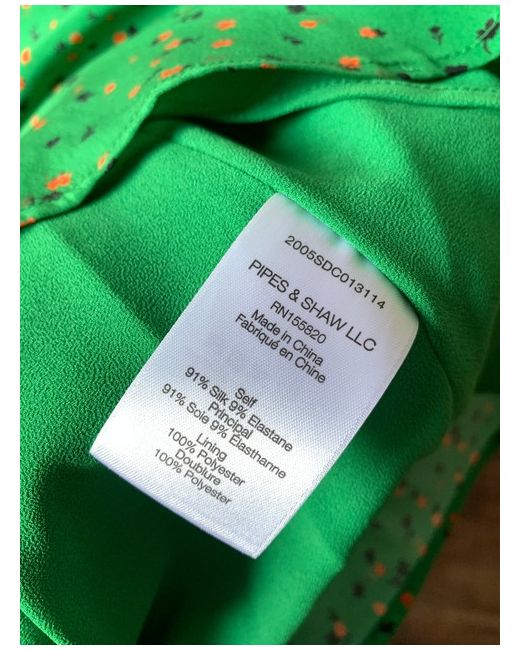 2005SDC013114
PIPES & SHAW LLC
RN155820
Made in China
Fabriqué en Chine
Self
91% Silk 9% Elastane
Principal
91% Soie 9% Élasthanne
Lining
100% Polyester
Doublure
100% Polyester